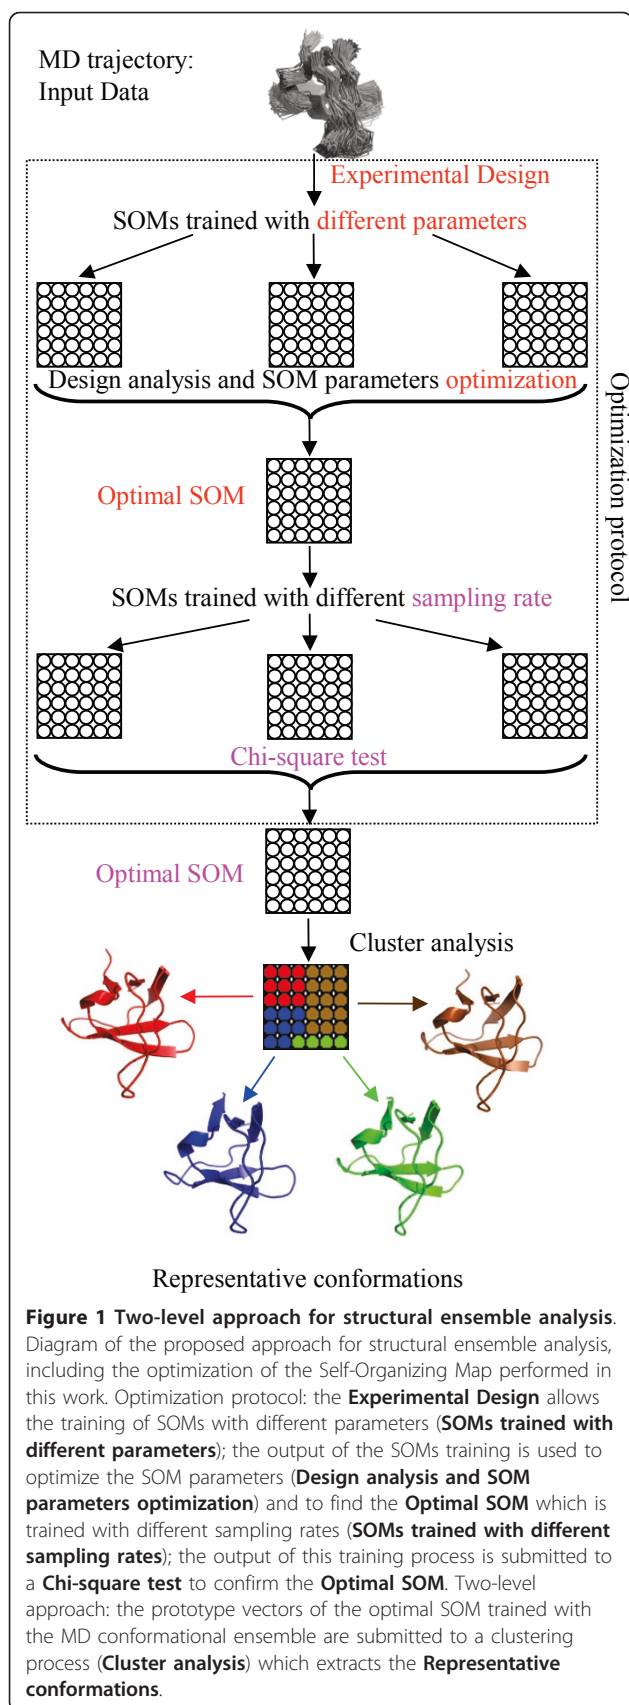 MD trajectory:
Input Data
Experimental Design
SOMs trained with different parameters
Design analysis and SOM parameters optimization
Optimal SOM
SOMs trained with different sampling rate
Chi-square test
Optimization protocol
Optimal SOM
Cluster analysis
Representative conformations
Figure 1 Two-level approach for structural ensemble analysis.
Diagram of the proposed approach for structural ensemble analysis,
including the optimization of the Self-Organizing Map performed in
this work. Optimization protocol: the Experimental Design allows
the training of SOMs with different parameters (SOMs trained with
different parameters); the output of the SOMs training is used to
optimize the SOM parameters (Design analysis and SOM
parameters optimization) and to find the Optimal SOM which is
trained with different sampling rates (SOMs trained with different
sampling rates); the output of this training process is submitted to
a Chi-square test to confirm the Optimal SOM. Two-level
approach: the prototype vectors of the optimal SOM trained with
the MD conformational ensemble are submitted to a clustering
process (Cluster analysis) which extracts the Representative
conformations.